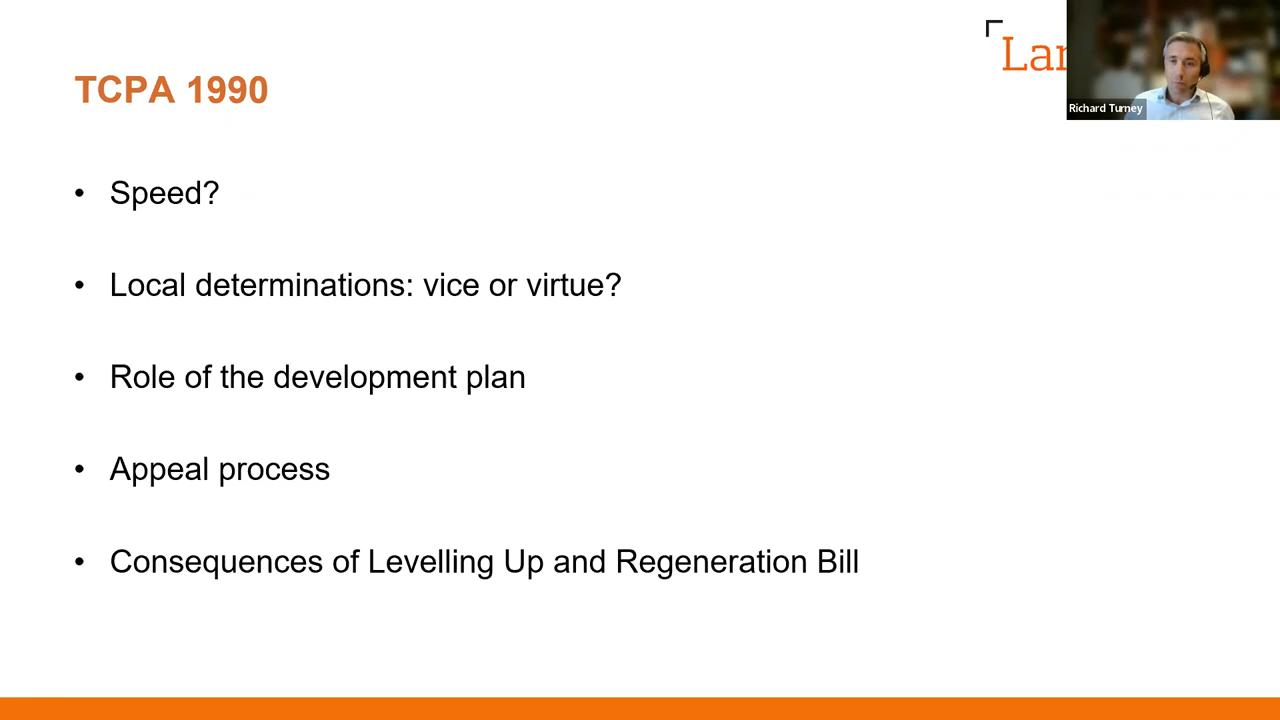 TCPA 1990
Lan
Richard Turney
• Speed?
• Local determinations: vice or virtue?
• Role of the development plan
• Appeal process
• Consequences of Levelling Up and Regeneration Bill